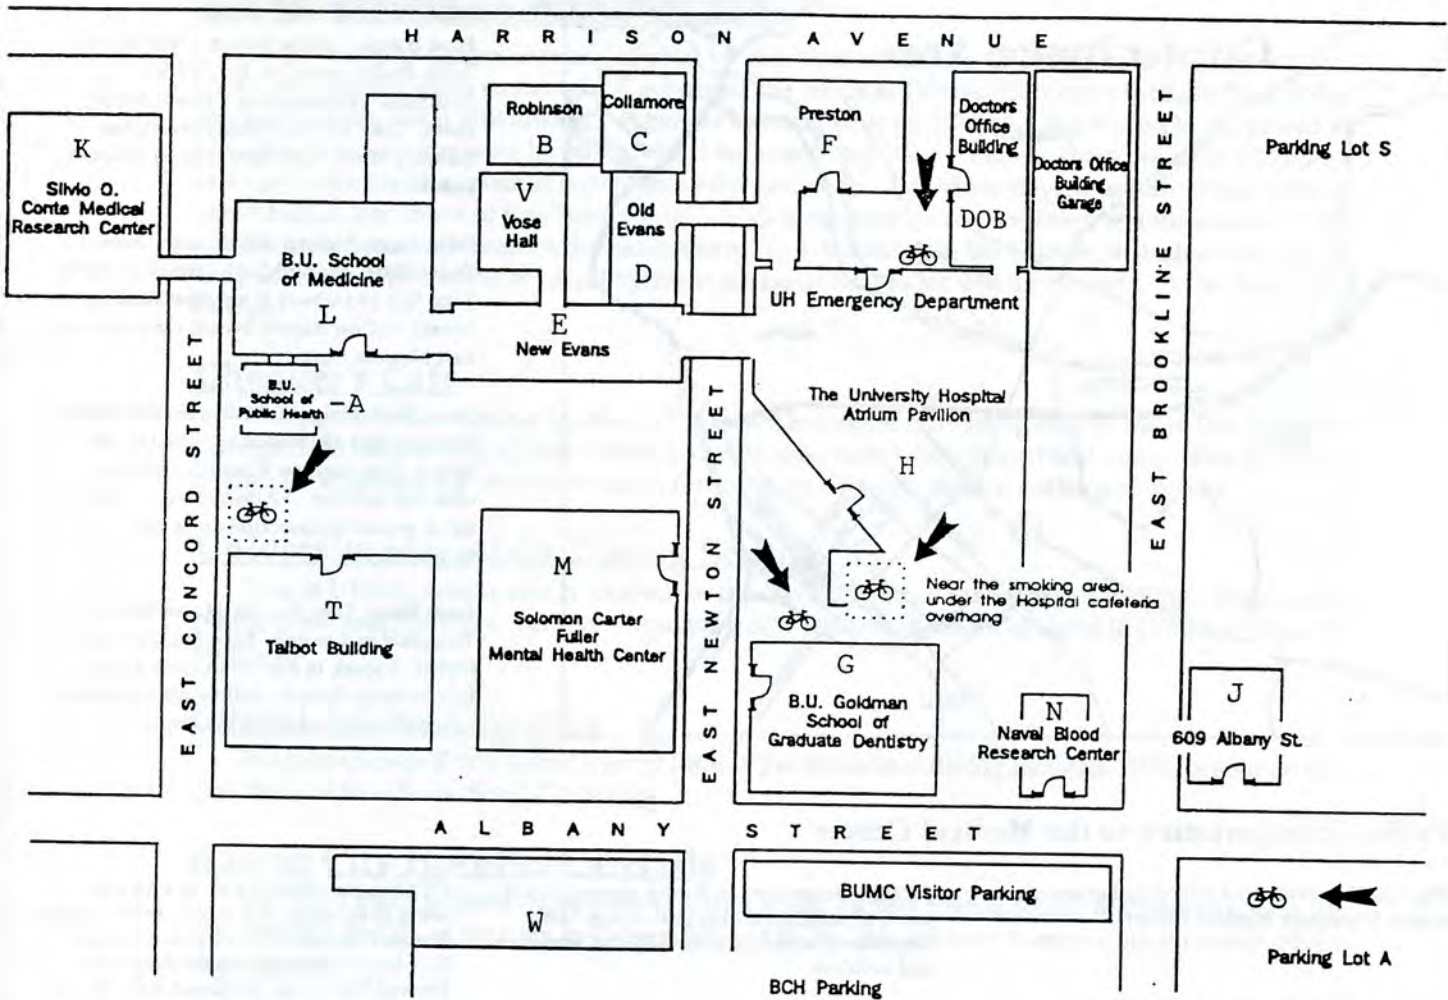 HARRISON AVENUE
K
Silvio O.
Conte Medical
Research Center
Robinson
B
Collamore
C
Preston
F
Doctors
Office
Building
DOB
Doctors Office
Building
Garage
Parking Lot S
V
Vose
Hall
Old
Evans
D
B.U. School
of Medicine
L
E
New Evans
UH Emergency Department
B.U.
School of
Public Health
-A
The University Hospital
Atrium Pavilion
H
EAST CONCORD STREET
EAST NEWTON STREET
EAST BROOKLINE STREET
T
Talbot Building
M
Solomon Carter
Fuller
Mental Health Center
Near the smoking area,
under the Hospital cafeteria
overhang
G
B.U. Goldman
School of
Graduate Dentistry
N
Naval Blood
Research Center
J
609 Albany St.
ALBANY STREET
W
BUMC Visitor Parking
BCH Parking
Parking Lot A